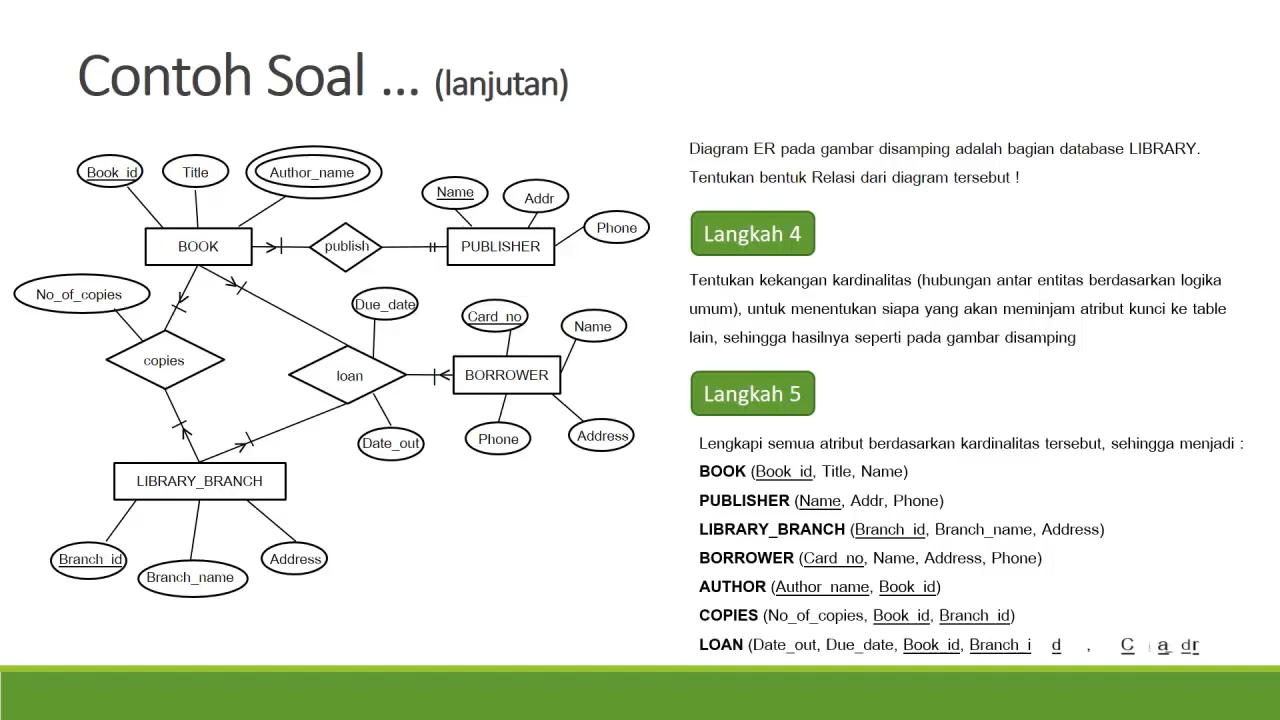 Contoh Soal ... (lanjutan)
Book_id
Title
Author_name
Name
Addr
Phone
BOOK
publish
PUBLISHER
No_of_copies
Due_date
Card_no
Name
copies
loan
BORROWER
Date_out
Phone
Address
LIBRARY_BRANCH
Branch_id
Branch_name
Address
Diagram ER pada gambar disamping adalah bagian database LIBRARY.
Tentukan bentuk Relasi dari diagram tersebut !
Langkah 4
Tentukan kekangan kardinalitas (hubungan antar entitas berdasarkan logika
umum), untuk menentukan siapa yang akan meminjam atribut kunci ke table
lain, sehingga hasilnya seperti pada gambar disamping
Langkah 5
Lengkapi semua atribut berdasarkan kardinalitas tersebut, sehingga menjadi :
BOOK (Book_id, Title, Name)
PUBLISHER (Name, Addr, Phone)
LIBRARY_BRANCH (Branch_id, Branch_name, Address)
BORROWER (Card_no, Name, Address, Phone)
AUTHOR (Author_name, Book_id)
COPIES (No_of_copies, Book_id, Branch_id)
LOAN (Date_out, Due_date, Book_id, Branch_id,